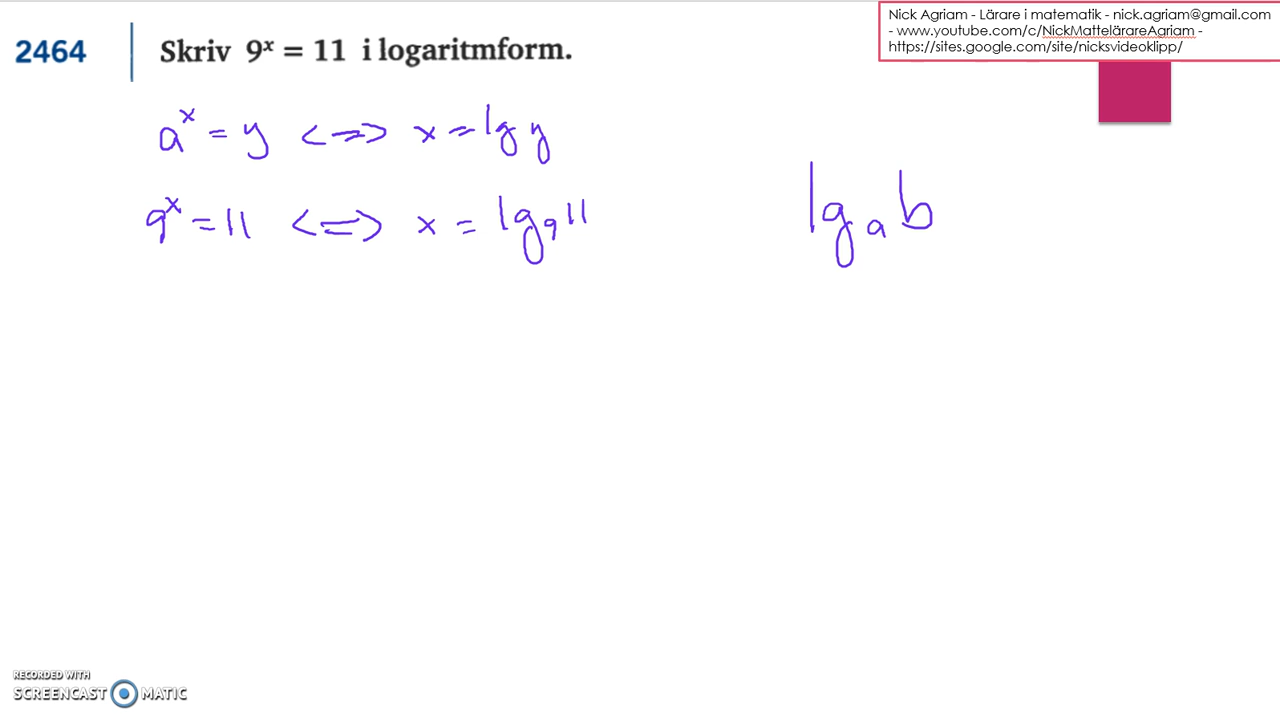 Nick Agriam - Lärare i matematik - nick.agriam@gmail.com
- www.youtube.com/c/NickMattelärareAgriam -
https://sites.google.com/site/nicksvideoklipp/
2464 Skriv 9ˣ = 11 i logaritmform.
aˣ = y <=> x = lg y
9ˣ = 11 <=> x = lg₉ 11
lgₐ b
RECORDED WITH
SCREENCAST MATIC